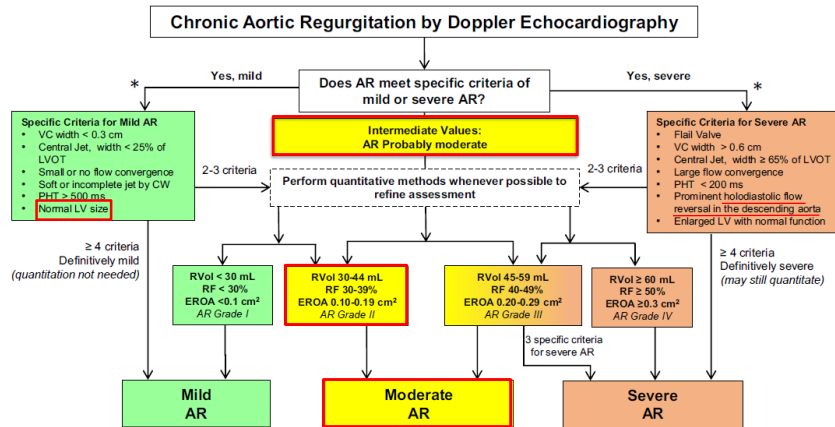 Chronic Aortic Regurgitation by Doppler Echocardiography
*
Yes, mild
Does AR meet specific criteria of
mild or severe AR?
Yes, severe
*
Specific Criteria for Mild AR
• VC width < 0.3 cm
• Central Jet, width < 25% of
LVOT
• Small or no flow convergence
• Soft or incomplete jet by CW
• PHT > 500 ms
• Normal LV size
Intermediate Values:
AR Probably moderate
Specific Criteria for Severe AR
• Flail Valve
• VC width > 0.6 cm
• Central Jet, width ≥ 65% of LVOT
• Large flow convergence
• PHT < 200 ms
• Prominent holodiastolic flow
reversal in the descending aorta
• Enlarged LV with normal function
2-3 criteria
Perform quantitative methods whenever possible to
refine assessment
2-3 criteria
≥ 4 criteria
Definitively mild
(quantitation not needed)
≥ 4 criteria
Definitively severe
(may still quantitate)
RVol < 30 mL
RF < 30%
EROA <0.1 cm²
AR Grade I
RVol 30-44 mL
RF 30-39%
EROA 0.10-0.19 cm²
AR Grade II
RVol 45-59 mL
RF 40-49%
EROA 0.20-0.29 cm²
AR Grade III
RVol ≥ 60 mL
RF ≥ 50%
EROA ≥0.3 cm²
AR Grade IV
3 specific criteria
for severe AR
Mild
AR
Moderate
AR
Severe
AR